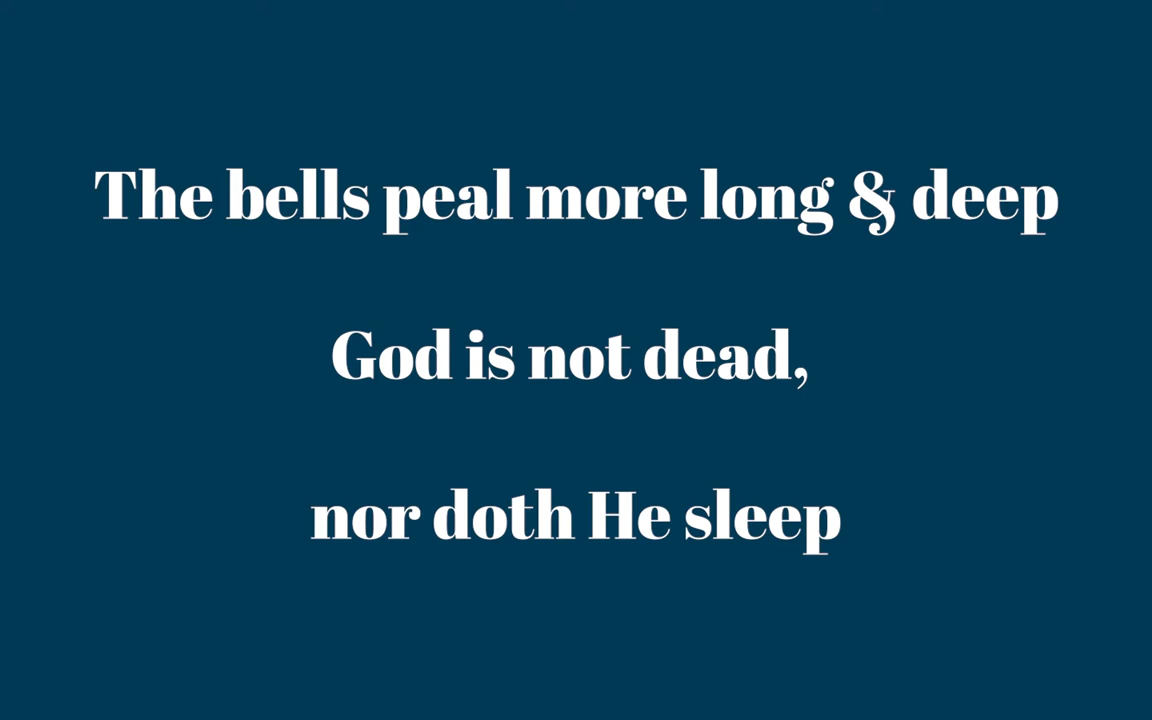 The bells peal more long & deep
God is not dead,
nor doth He sleep